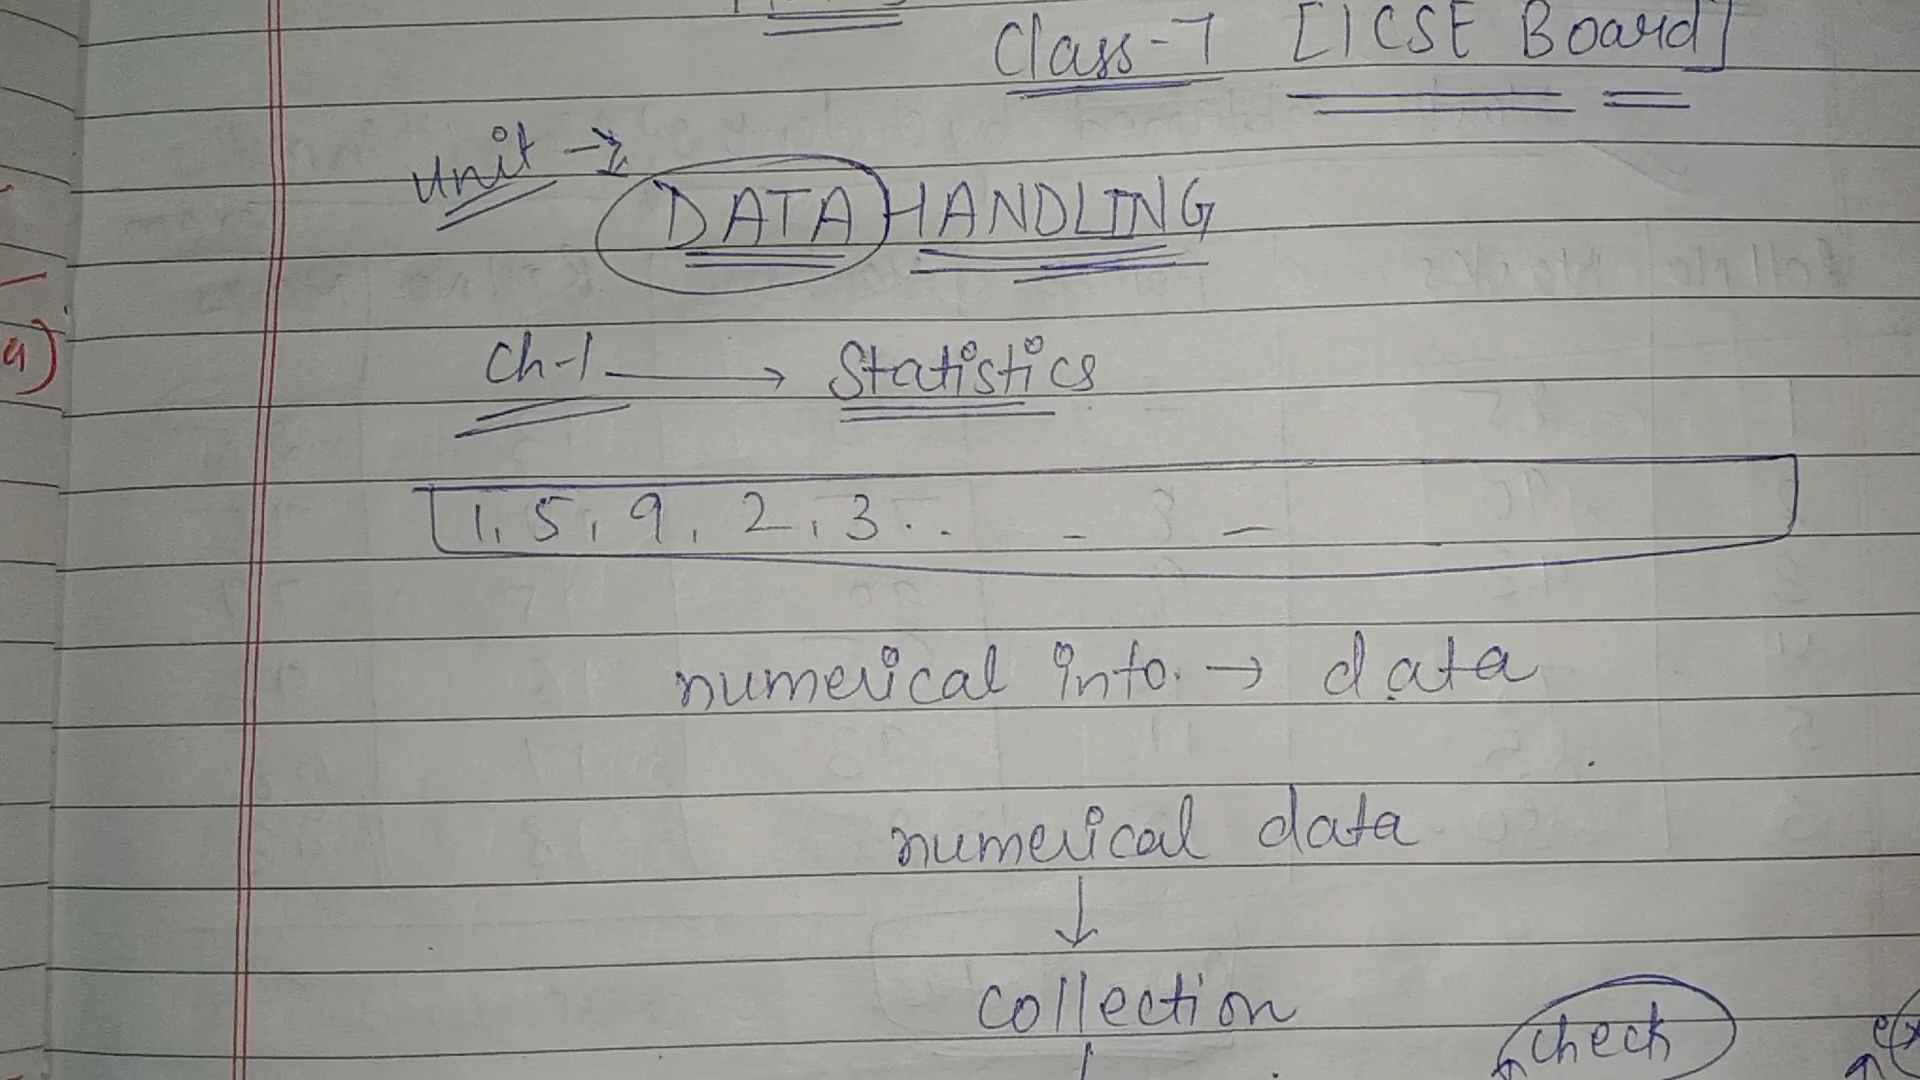 Class-7 [ICSE Board]
Unit →
DATA HANDLING
Ch-1 → Statistics
1, 5, 9, 2, 3 . . - -
numerical info. → data
numerical data
↓
collection
check
a)